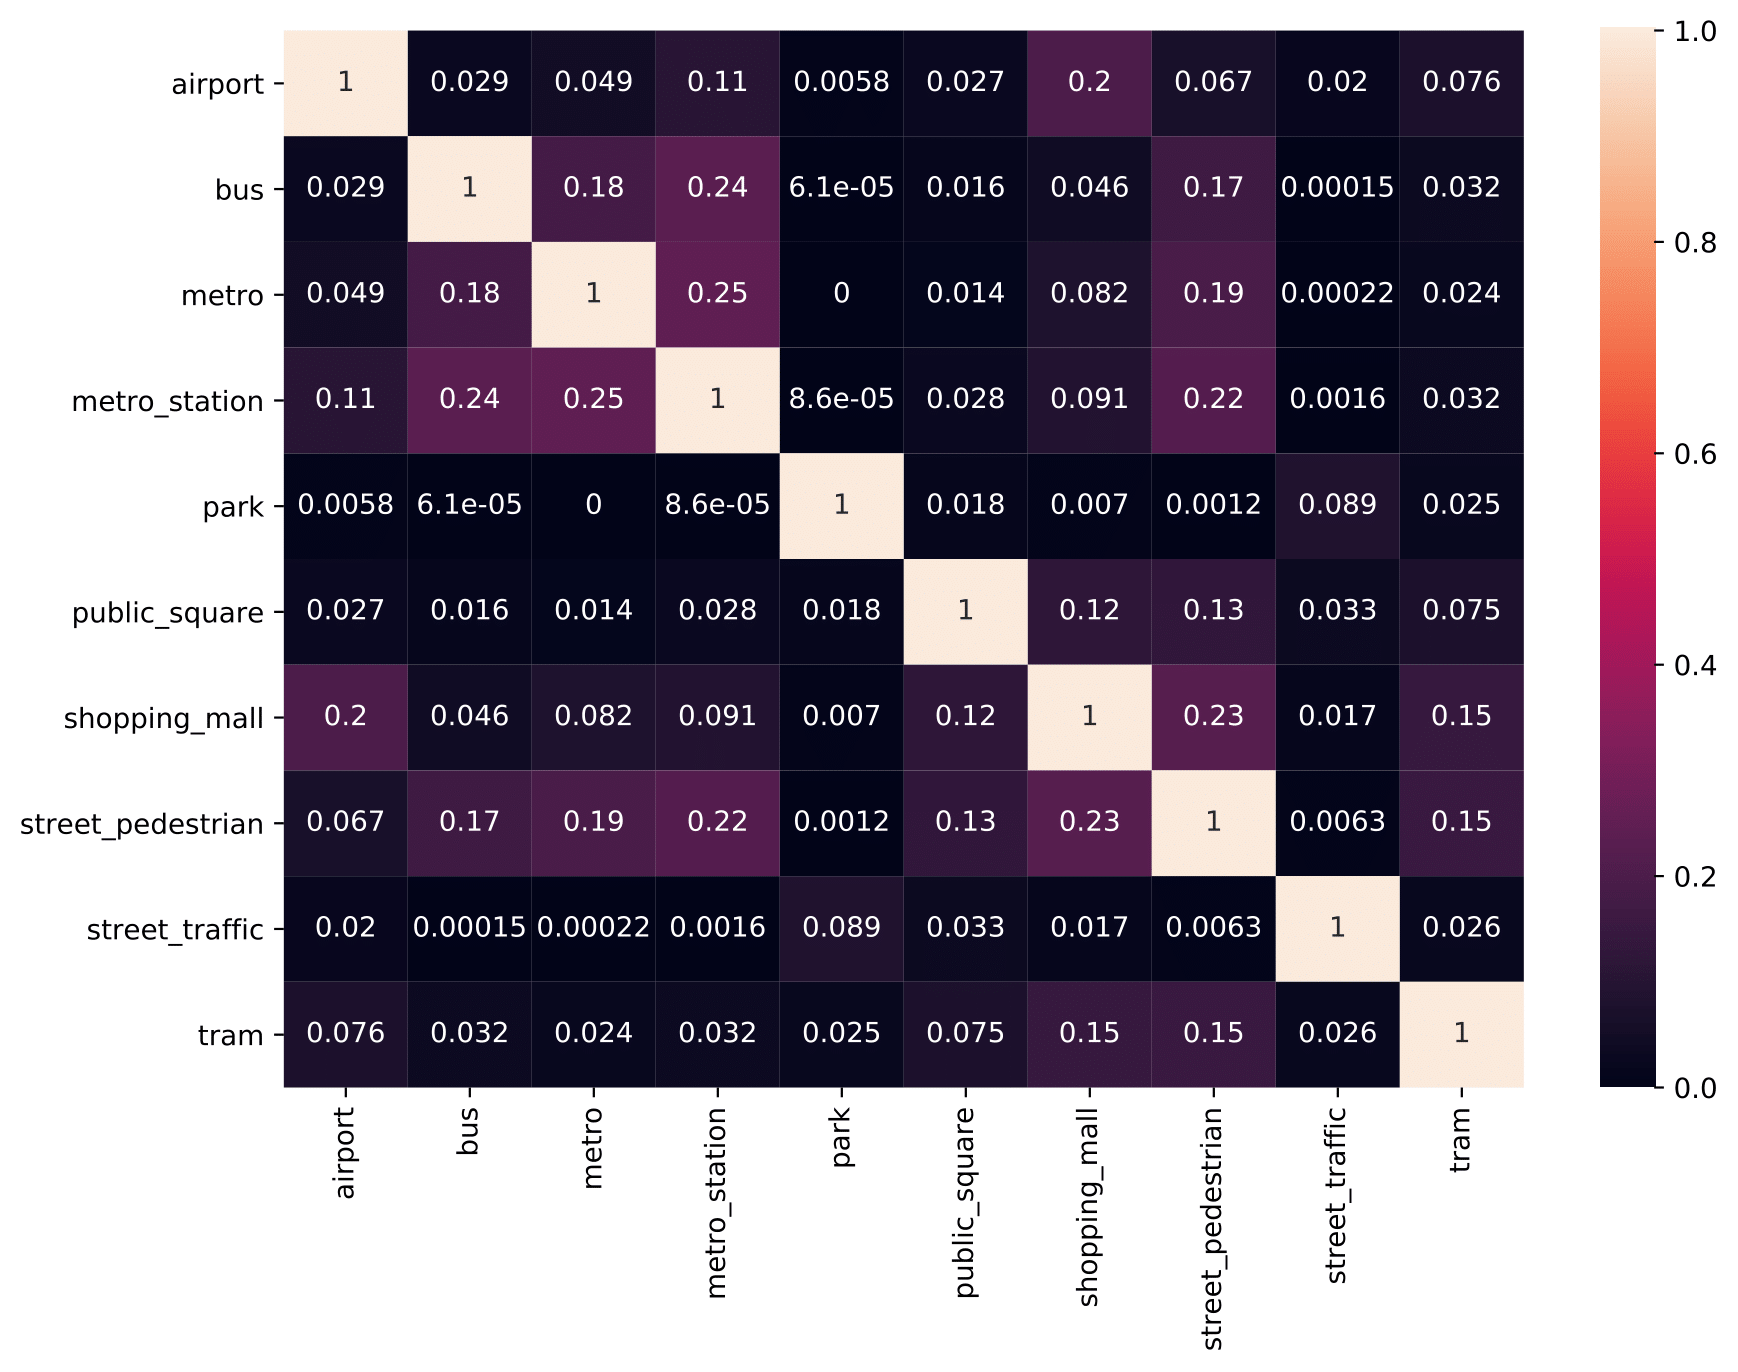 airport 1 0.029 0.049 0.11 0.0058 0.027 0.2 0.067 0.02 0.076
bus 0.029 1 0.18 0.24 6.1e-05 0.016 0.046 0.17 0.00015 0.032
metro 0.049 0.18 1 0.25 0 0.014 0.082 0.19 0.00022 0.024
metro_station 0.11 0.24 0.25 1 8.6e-05 0.028 0.091 0.22 0.0016 0.032
park 0.0058 6.1e-05 0 8.6e-05 1 0.018 0.007 0.0012 0.089 0.025
public_square 0.027 0.016 0.014 0.028 0.018 1 0.12 0.13 0.033 0.075
shopping_mall 0.2 0.046 0.082 0.091 0.007 0.12 1 0.23 0.017 0.15
street_pedestrian 0.067 0.17 0.19 0.22 0.0012 0.13 0.23 1 0.0063 0.15
street_traffic 0.02 0.00015 0.00022 0.0016 0.089 0.033 0.017 0.0063 1 0.026
tram 0.076 0.032 0.024 0.032 0.025 0.075 0.15 0.15 0.026 1
airport
bus
metro
metro_station
park
public_square
shopping_mall
street_pedestrian
street_traffic
tram
1.0
0.8
0.6
0.4
0.2
0.0